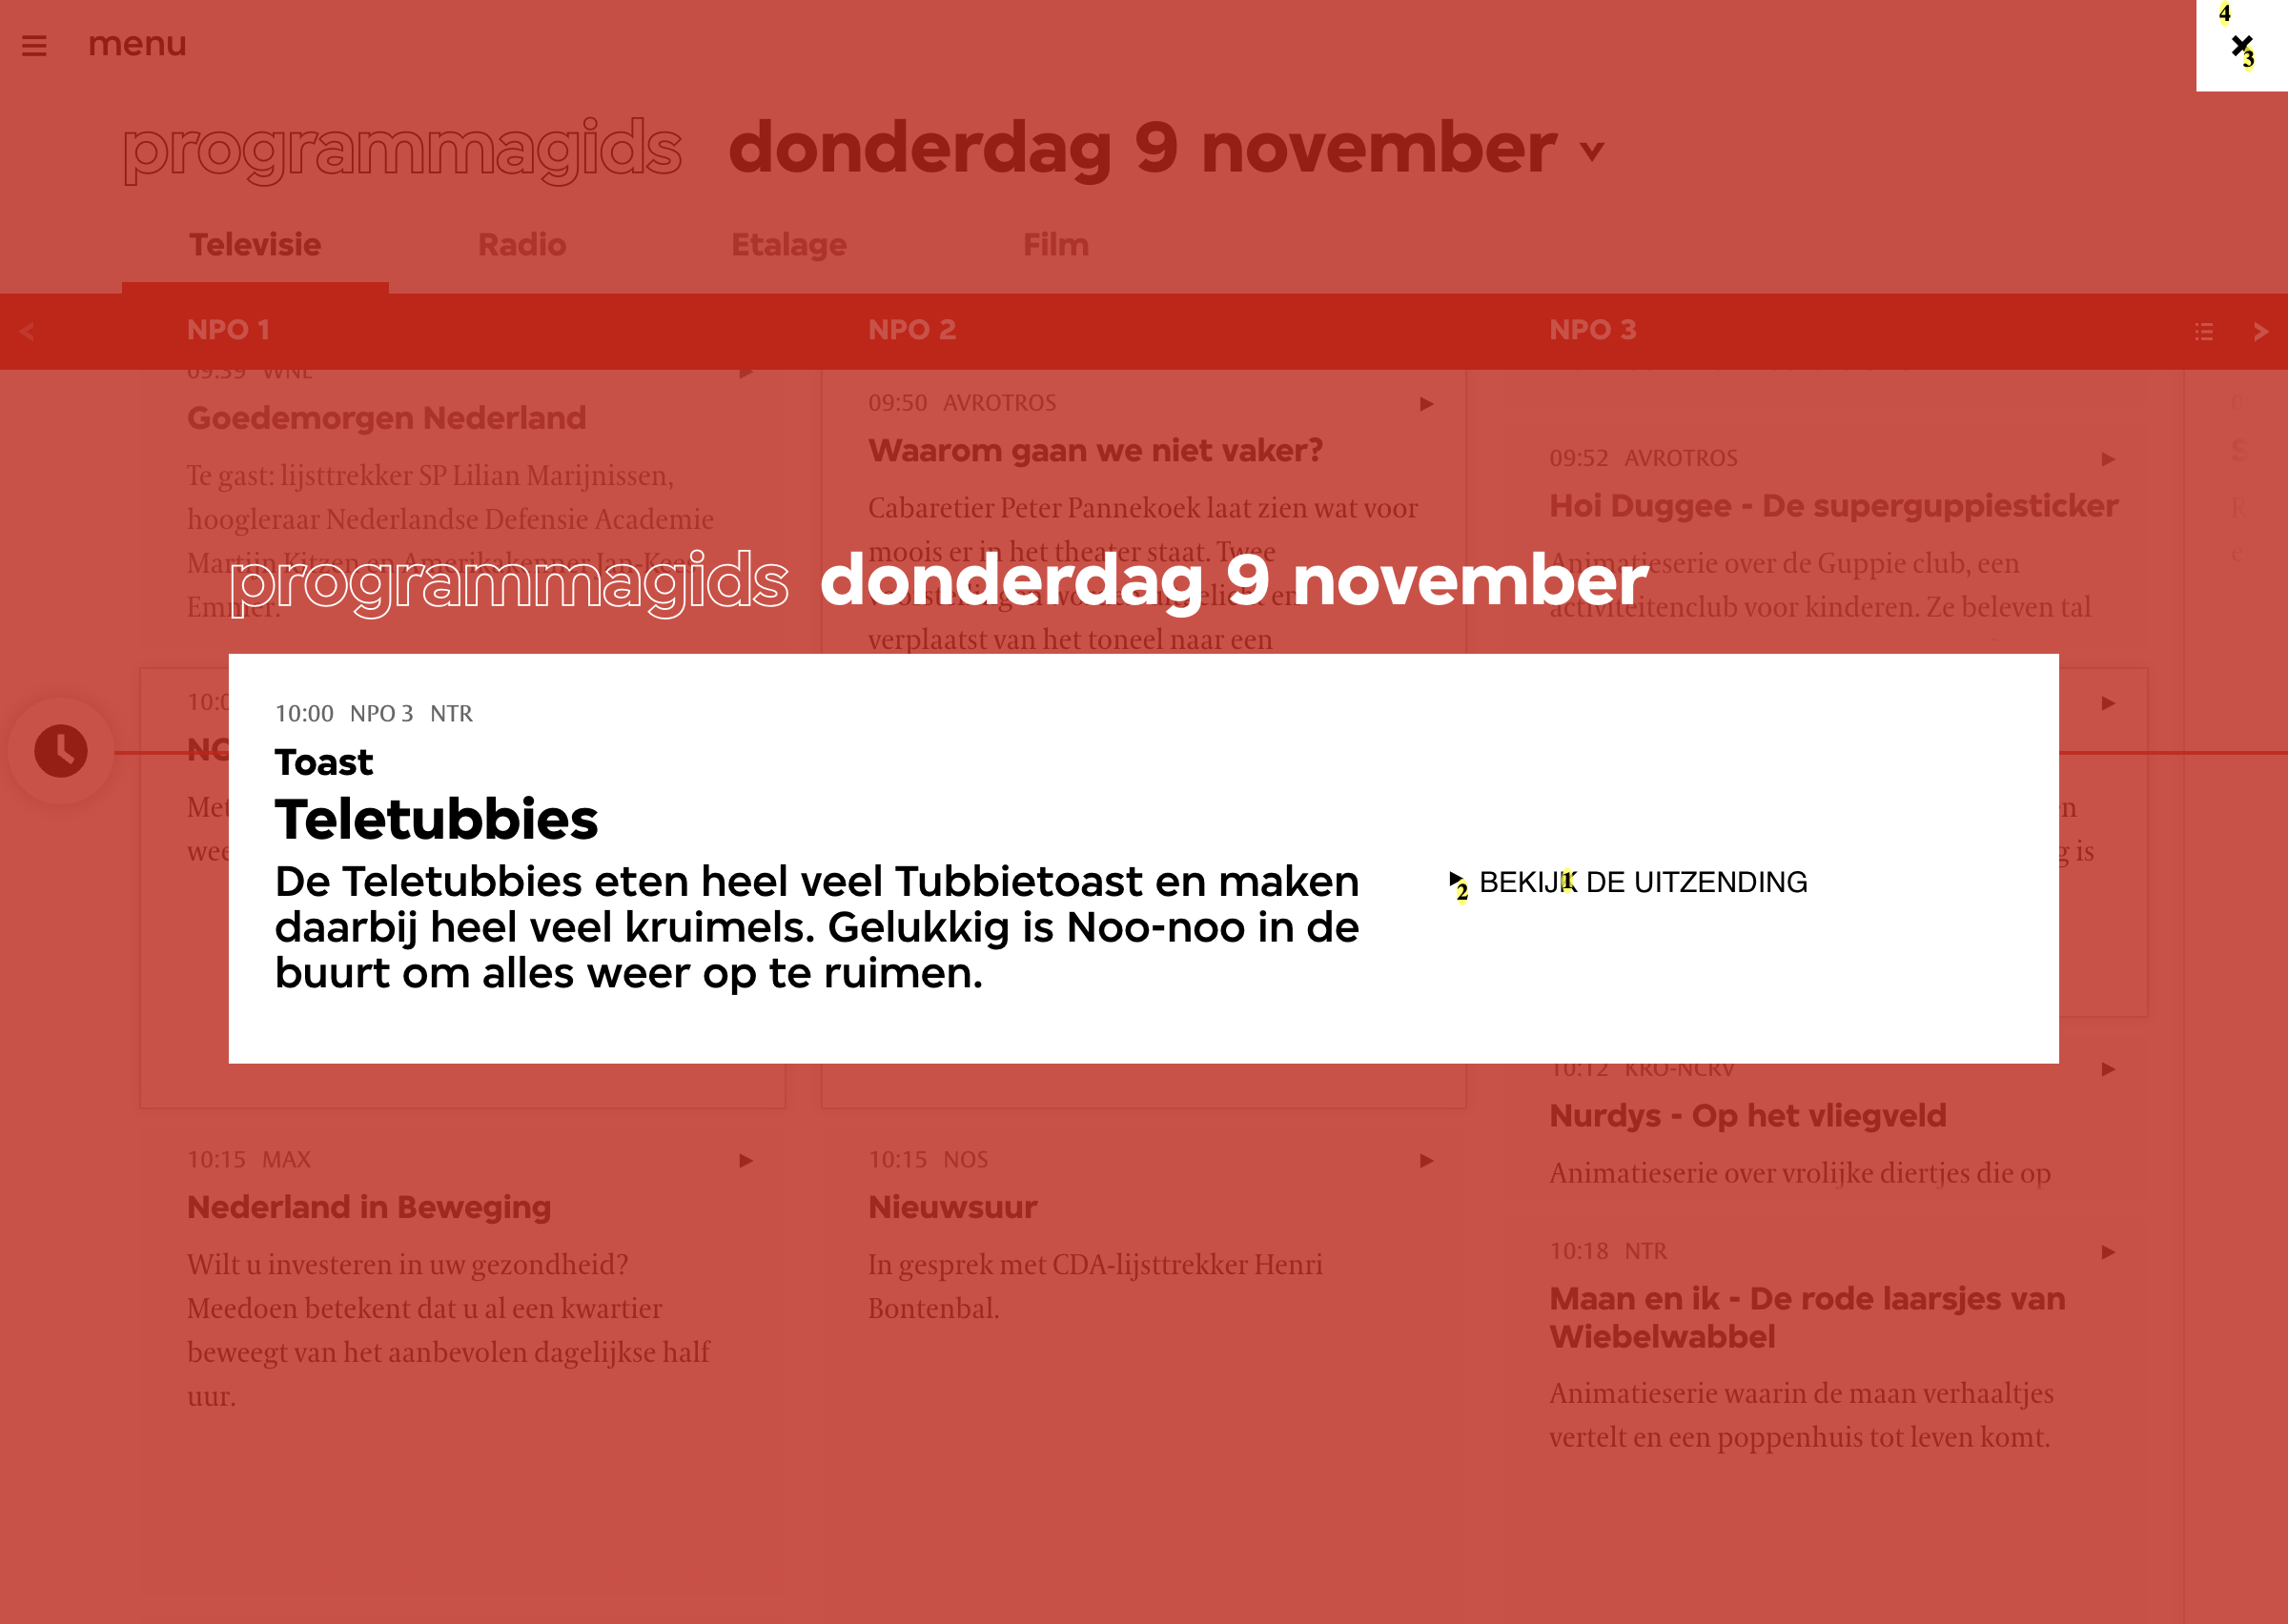 menu
programmagids donderdag 9 november
Televisie Radio Etalage Film
NPO 1 NPO 2 NPO 3
09:39 WNL
Goedemorgen Nederland
Te gast: lijsttrekker SP Lilian Marijnissen,
hoogleraar Nederlandse Defensie Academie
Martijn Kitzen en Amerikakenner Jan-Kees
Emmer.
09:50 AVROTROS
Waarom gaan we niet vaker?
Cabaretier Peter Pannekoek laat zien wat voor
moois er in het theater staat. Twee
verplaatst van het toneel naar een
09:52 AVROTROS
Hoi Duggee - De superguppiesticker
Animatieserie over de Guppie club, een
activiteitenclub voor kinderen. Ze beleven tal
programmagids donderdag 9 november
10:00 NPO 3 NTR
Toast
Teletubbies
De Teletubbies eten heel veel Tubbietoast en maken
daarbij heel veel kruimels. Gelukkig is Noo-noo in de
buurt om alles weer op te ruimen.
BEKIJK DE UITZENDING
1
2
3
4
is
10:15 MAX
Nederland in Beweging
Wilt u investeren in uw gezondheid?
Meedoen betekent dat u al een kwartier
beweegt van het aanbevolen dagelijkse half
uur.
10:15 NOS
Nieuwsuur
In gesprek met CDA-lijsttrekker Henri
Bontenbal.
10:12 KRO-NCRV
Nurdys - Op het vliegveld
Animatieserie over vrolijke diertjes die op
10:18 NTR
Maan en ik - De rode laarsjes van
Wiebelwabbel
Animatieserie waarin de maan verhaaltjes
vertelt en een poppenhuis tot leven komt.